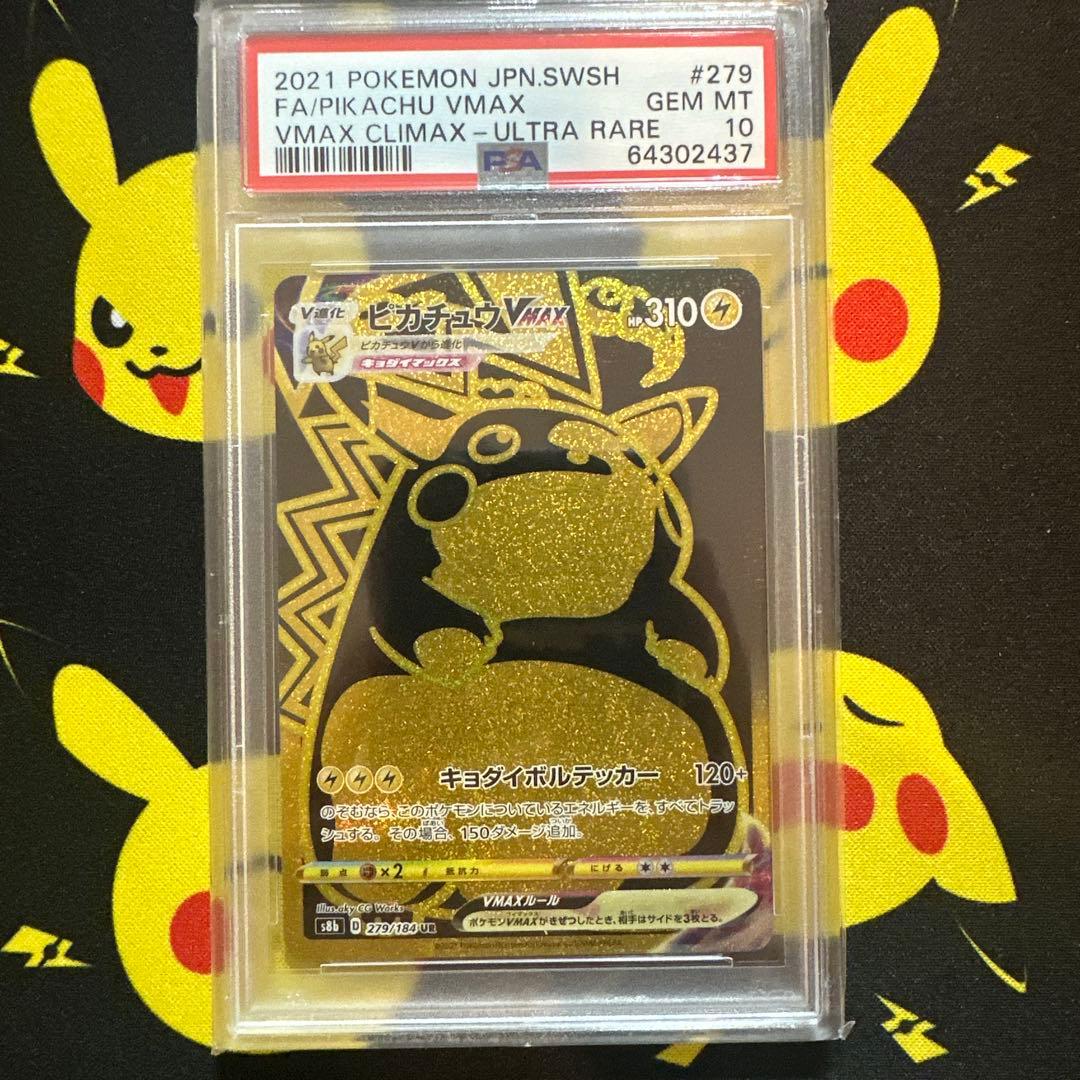 2021 POKEMON JPN.SWSH #279
FA/PIKACHU VMAX GEM MT
VMAX CLIMAX-ULTRA RARE 10
PSA 64302437
V進化 ピカチュウVMAX HP310
ピカチュウVから進化
キョダイマックス
キョダイボルテッカー 120+
のぞむなら、このポケモンについているエネルギーを、すべてトラッ
シュする。その場合、150ダメージ追加。
弱点 ×2 抵抗力 にげる
VMAXルール
Illus.aky CG Works
ポケモンVMAXがきぜつしたとき、相手はサイドを3枚とる。
s8b D 279/184 UR